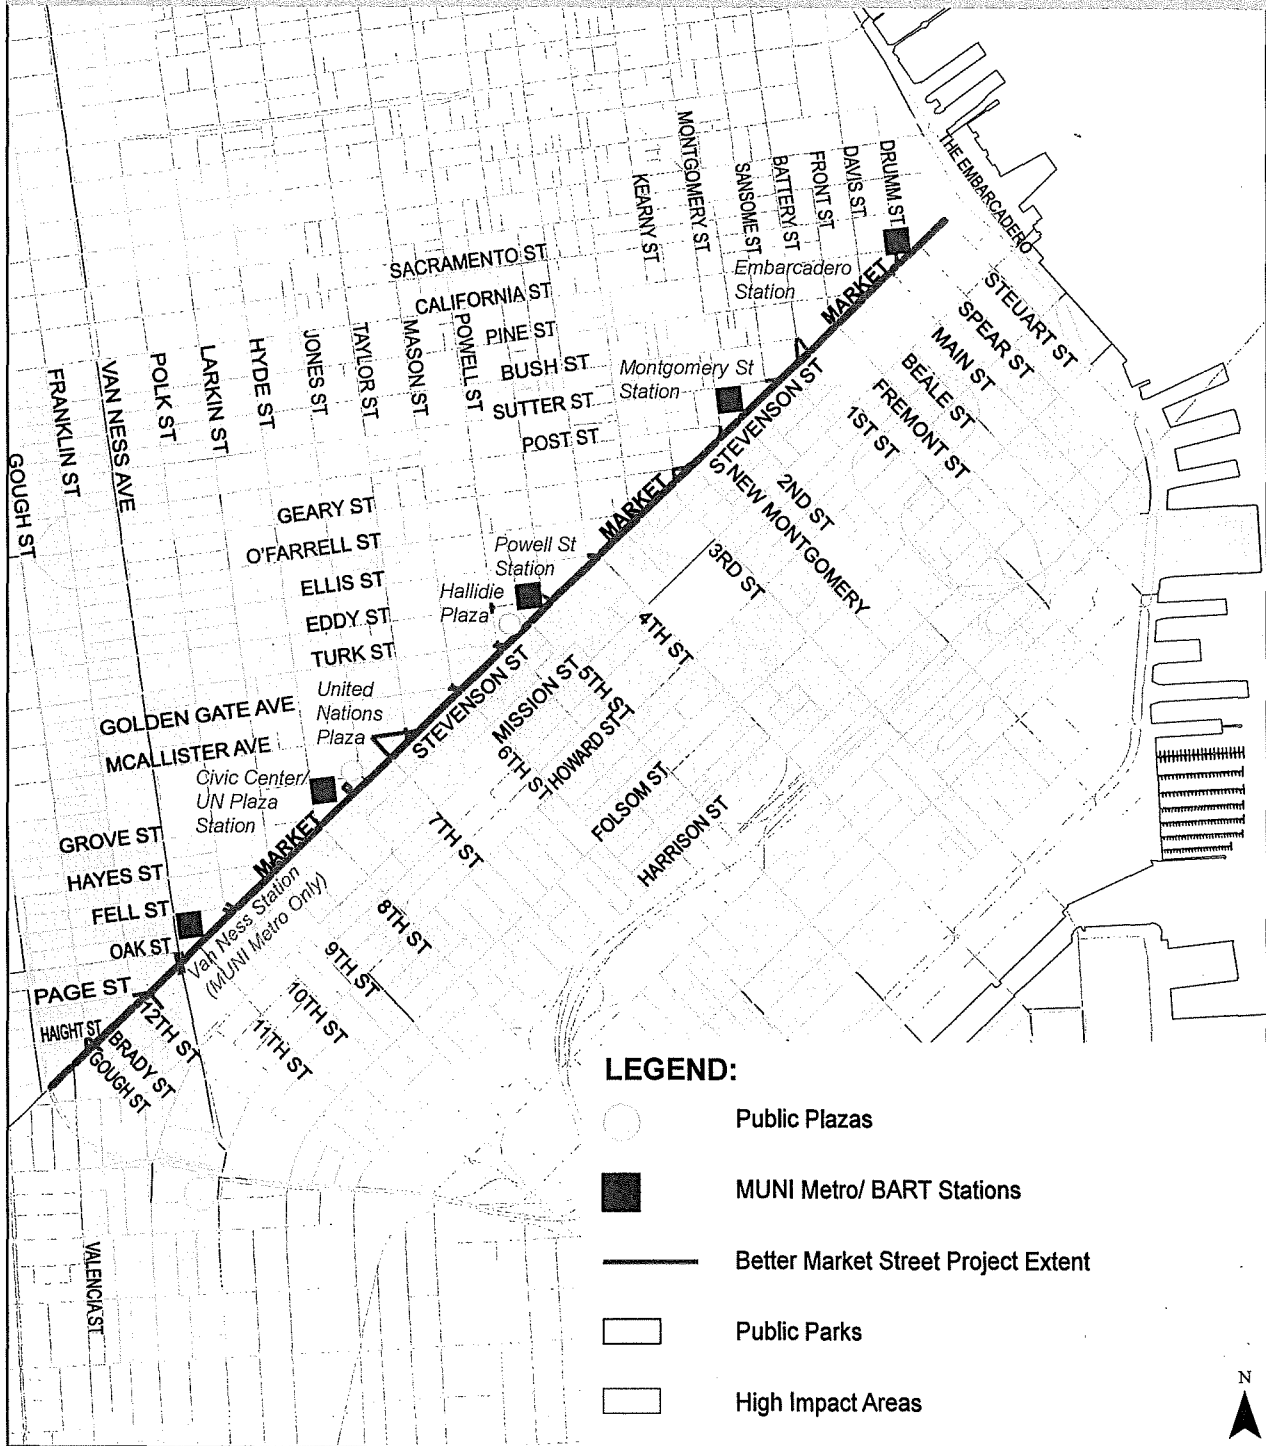 MONTGOMERY ST
KEARNY ST
SANSOME ST
BATTERY ST
FRONT ST
DAVIS ST
DRUMM ST
THE EMBARCADERO
SACRAMENTO ST
CALIFORNIA ST
PINE ST
BUSH ST
SUTTER ST
POST ST
Embarcadero
Station
MARKET
STEUART ST
SPEAR ST
MAIN ST
BEALE ST
FREMONT ST
1ST ST
Montgomery St
Station
STEVENSON ST
GOUGH ST
FRANKLIN ST
VAN NESS AVE
POLK ST
LARKIN ST
HYDE ST
JONES ST
TAYLOR ST
MASON ST
POWELL ST
2ND ST
NEW MONTGOMERY
3RD ST
MARKET
GEARY ST
O'FARRELL ST
ELLIS ST
EDDY ST
TURK ST
Powell St
Station
Hallidie
Plaza
4TH ST
5TH ST
MISSION ST
STEVENSON ST
6TH ST
HOWARD ST
FOLSOM ST
HARRISON ST
United
Nations
Plaza
GOLDEN GATE AVE
MCALLISTER AVE
Civic Center/
UN Plaza
Station
MARKET
7TH ST
GROVE ST
HAYES ST
FELL ST
OAK ST
Van Ness Station
(MUNI Metro Only)
8TH ST
9TH ST
10TH ST
11TH ST
PAGE ST
HAIGHT ST
12TH ST
BRADY ST
GOUGH ST
VALENCIA ST
LEGEND:
Public Plazas
MUNI Metro/ BART Stations
Better Market Street Project Extent
Public Parks
High Impact Areas
N